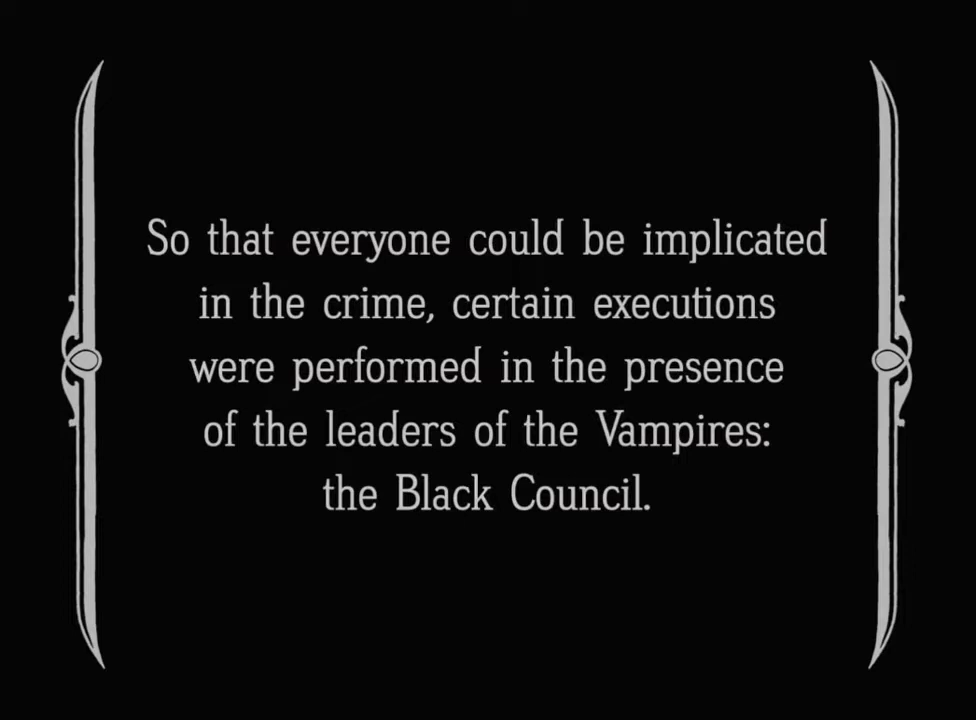 So that everyone could be implicated
in the crime, certain executions
were performed in the presence
of the leaders of the Vampires:
the Black Council.